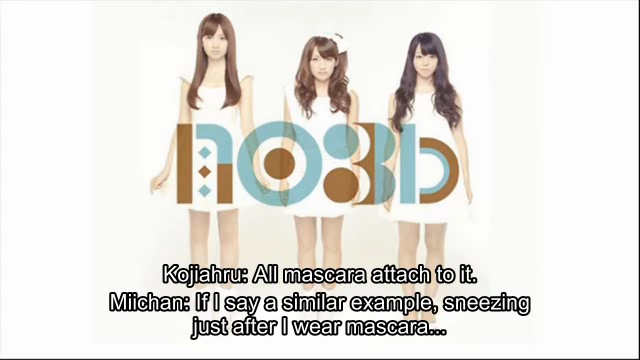 no3b
Kojiahru: All mascara attach to it.
Miichan: If I say a similar example, sneezing
just after I wear mascara...